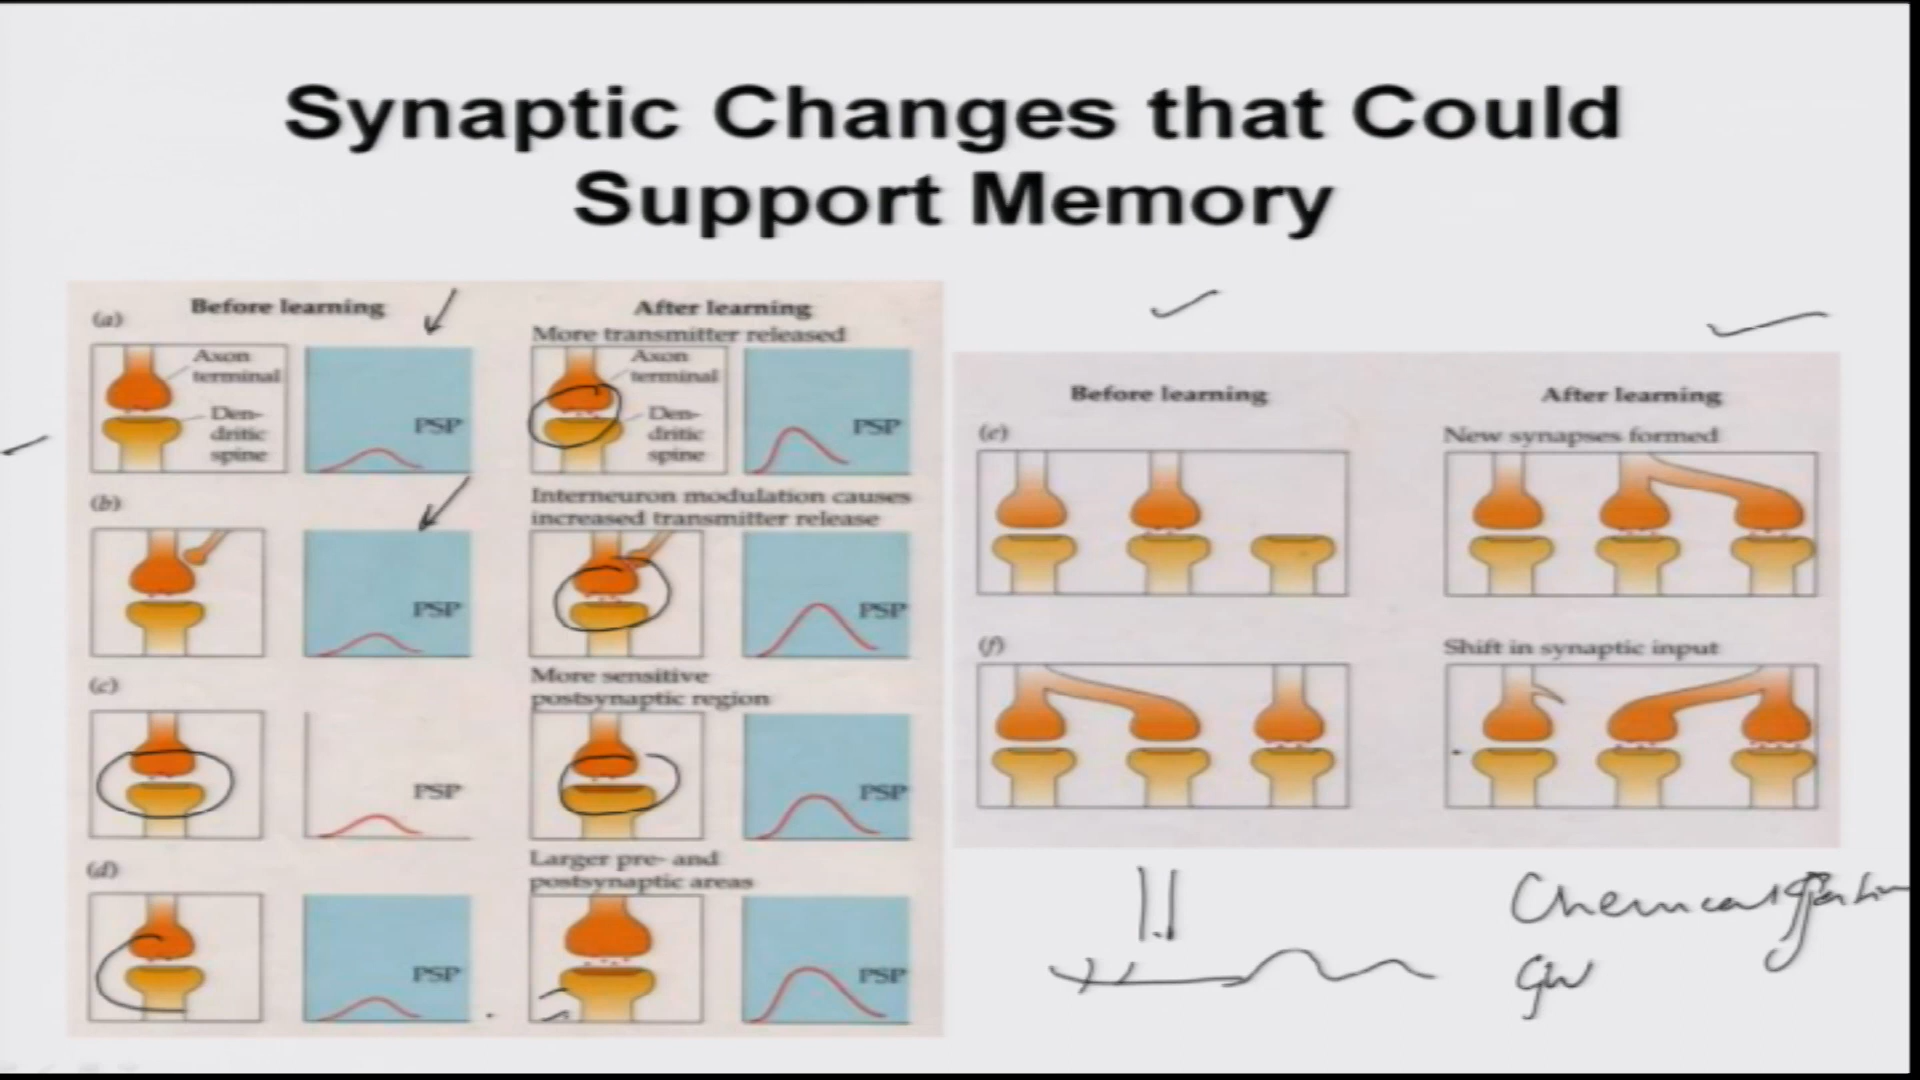 Synaptic Changes that Could
Support Memory
Before learning
After learning
(a)
More transmitter released
Axon
terminal
Den-
dritic
spine
PSP
Axon
terminal
Den-
dritic
spine
PSP
(b)
Interneuron modulation causes
increased transmitter release
PSP
PSP
(c)
More sensitive
postsynaptic region
PSP
PSP
(d)
Larger pre- and
postsynaptic areas
PSP
PSP
Before learning
After learning
(e)
New synapses formed
(f)
Shift in synaptic input